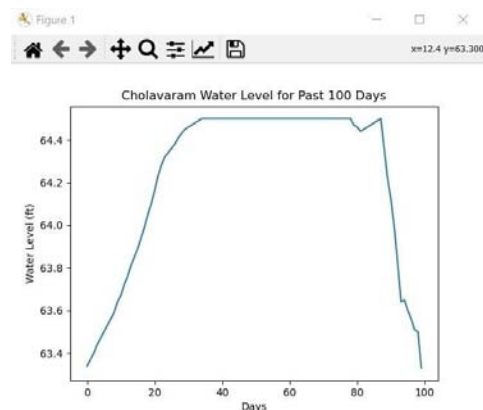 Figure 1
x=12.4 y=63.300
Cholavaram Water Level for Past 100 Days
64.4
64.2
64.0
63.8
63.6
63.4
Water Level (ft)
0 20 40 60 80 100
Days